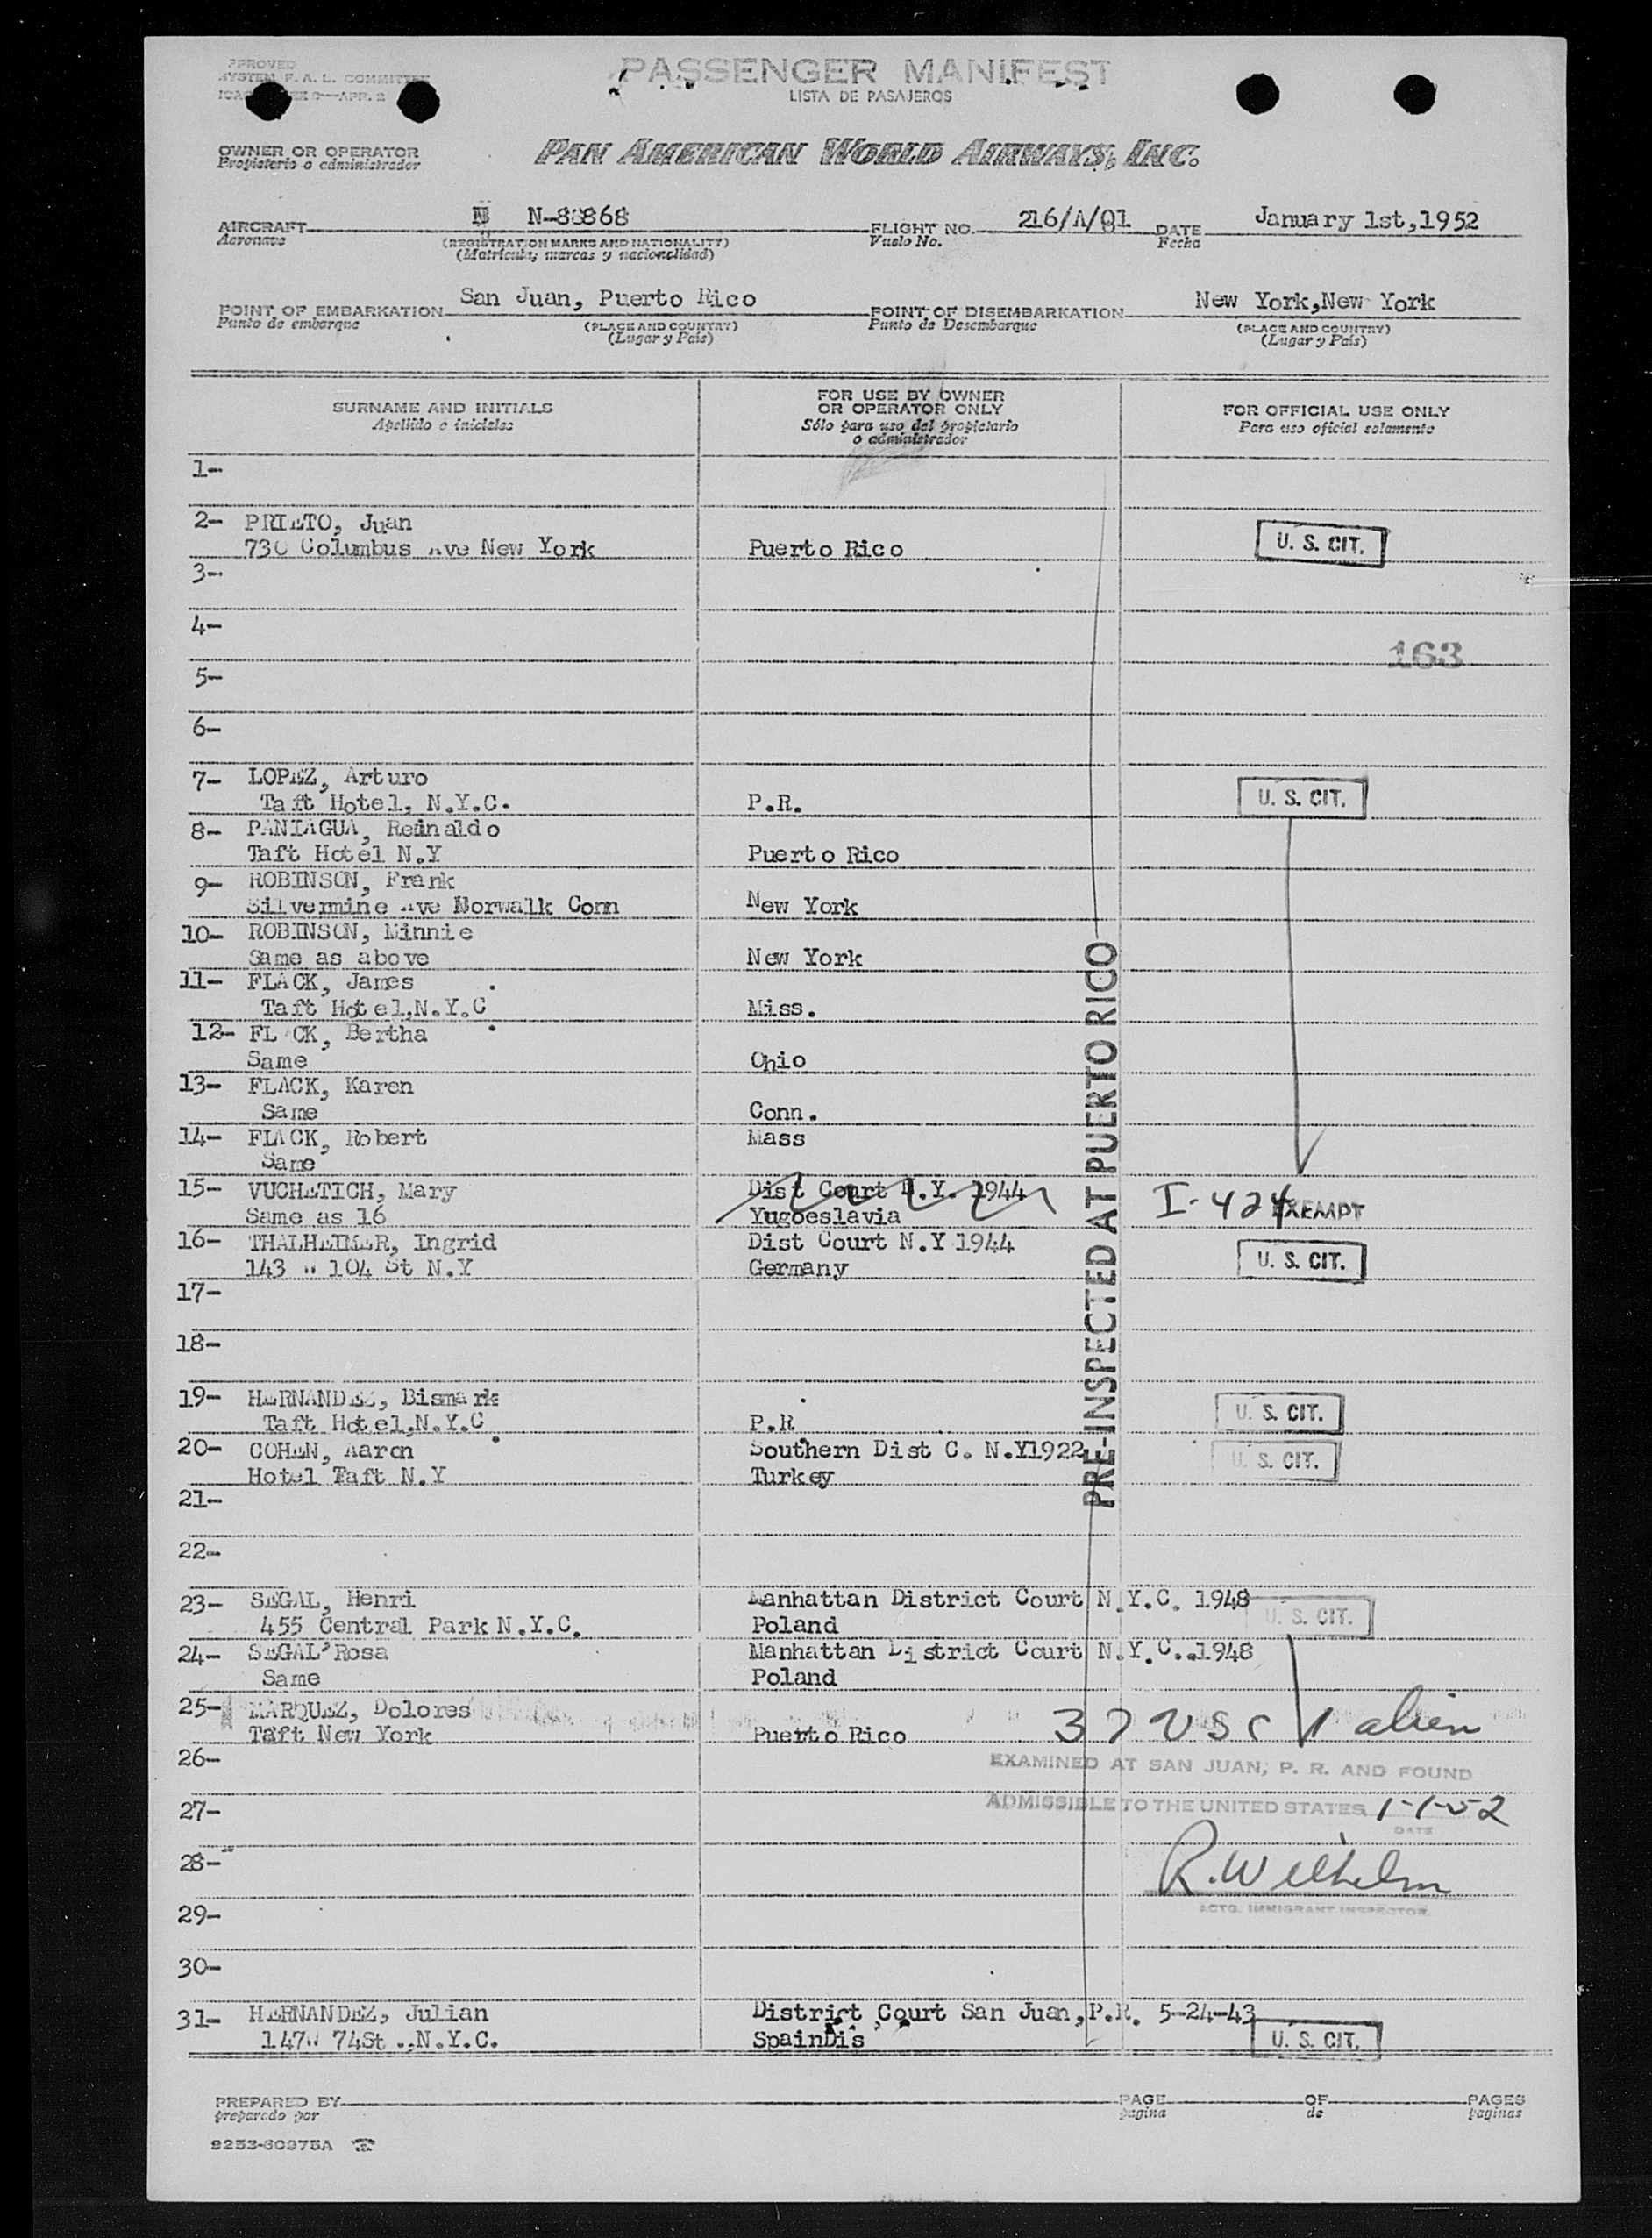 APPROVED
SYSTEM F. A. L. COMMITTEE
PASSENGER MANIFEST
LISTA DE PASAJEROS
OWNER OR OPERATOR
Propietario o administrador
PAN AMERICAN WORLD AIRWAYS, INC.
AIRCRAFT N-88868 FLIGHT NO. 216/A/01 DATE January 1st,1952
Aeronave (REGISTRATION MARKS AND NATIONALITY) Vuelo No. Fecha
(Matrícula, marcas y nacionalidad)
POINT OF EMBARKATION San Juan, Puerto Rico POINT OF DISEMBARKATION New York,New York
Punto de embarque (PLACE AND COUNTRY) Punto de Desembarque (PLACE AND COUNTRY)
(Lugar y País) (Lugar y País)
SURNAME AND INITIALS FOR USE BY OWNER OR OPERATOR ONLY FOR OFFICIAL USE ONLY
Apellido e iniciales Sólo para uso del propietario o administrador Para uso oficial solamente
1-
2- PRIETO, Juan
730 Columbus Ave New York Puerto Rico U. S. CIT.
3-
4-
163
5-
6-
7- LOPEZ, Arturo
Taft Hotel, N.Y.C. P.R. U. S. CIT.
8- PANIAGUA, Reinaldo
Taft Hotel N.Y Puerto Rico
9- ROBINSON, Frank
Silvermine Ave Norwalk Conn New York
10- ROBINSON, Minnie
Same as above New York
11- FLACK, James
Taft Hotel,N.Y.C Miss.
12- FL CK, Bertha
Same Ohio
13- FLACK, Karen
Same Conn.
14- FLACK, Robert Mass
Same
15- VUCHETICH, Mary Dist Court N.Y. 1944 I-424 EXEMPT
Same as 16 Yugoeslavia
16- THALHEIMER, Ingrid Dist Court N.Y 1944
143 W 104 St N.Y Germany U. S. CIT.
17-
18-
19- HERNANDEZ, Bismark
Taft Hotel,N.Y.C P.R. U. S. CIT.
20- COHEN, Aaron Southern Dist C. N.Y1922
Hotel Taft N.Y Turkey U. S. CIT.
PRE-INSPECTED AT PUERTO RICO
21-
22-
23- SEGAL, Henri Manhattan District Court N.Y.C. 1948
455 Central Park N.Y.C. Poland U. S. CIT.
24- SEGAL'Rosa Manhattan District Court N.Y.C..1948
Same Poland
25- MARQUEZ, Dolores
Taft New York Puerto Rico 37 USC 1 alien
26- EXAMINED AT SAN JUAN, P. R. AND FOUND
27- ADMISSIBLE TO THE UNITED STATES 1-1-52
DATE
28- R. Wilhelm
29- ACTG. IMMIGRANT INSPECTOR.
30-
31- HERNANDEZ, Julian District Court San Juan,P.R. 5-24-43
147W 74St .,N.Y.C. SpainDis U. S. CIT.
PREPARED BY PAGE OF PAGES
preparado por pagina de paginas
9253-60375A